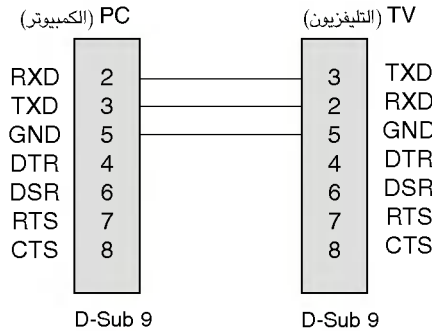 PC (الكمبيوتر) TV (التليفزيون)
RXD 2 3 TXD
TXD 3 2 RXD
GND 5 5 GND
DTR 4 4 DTR
DSR 6 6 DSR
RTS 7 7 RTS
CTS 8 8 CTS
D-Sub 9 D-Sub 9